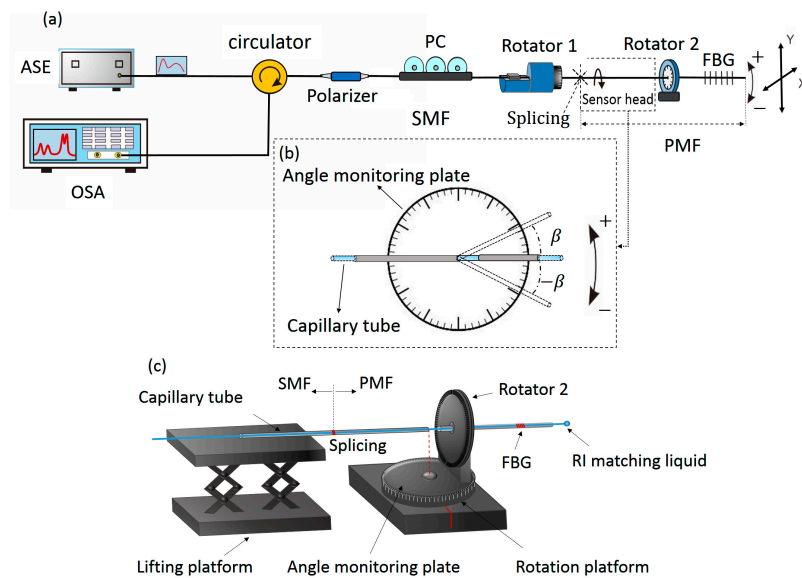 (a)
ASE
circulator
Polarizer
PC
SMF
Rotator 1
Splicing
Sensor head
Rotator 2
FBG
+
−
Y
X
PMF
OSA
(b)
Angle monitoring plate
β
−β
+
−
Capillary tube
(c)
SMF
PMF
Capillary tube
Splicing
Rotator 2
FBG
RI matching liquid
Lifting platform
Angle monitoring plate
Rotation platform